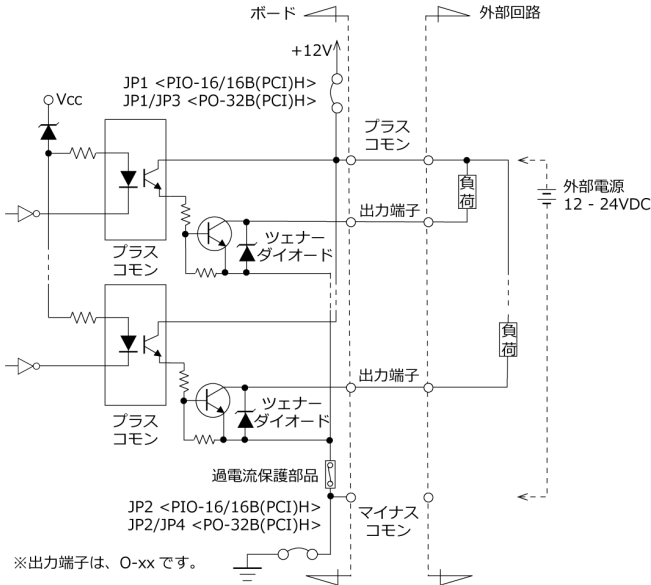 ボード
外部回路
+12V
JP1 <PIO-16/16B(PCI)H>
JP1/JP3 <PO-32B(PCI)H>
Vcc
プラス
コモン
負荷
外部電源
12 - 24VDC
出力端子
プラス
コモン
ツェナー
ダイオード
負荷
出力端子
プラス
コモン
ツェナー
ダイオード
過電流保護部品
JP2 <PIO-16/16B(PCI)H>
JP2/JP4 <PO-32B(PCI)H>
マイナス
コモン
※出力端子は、O-xx です。